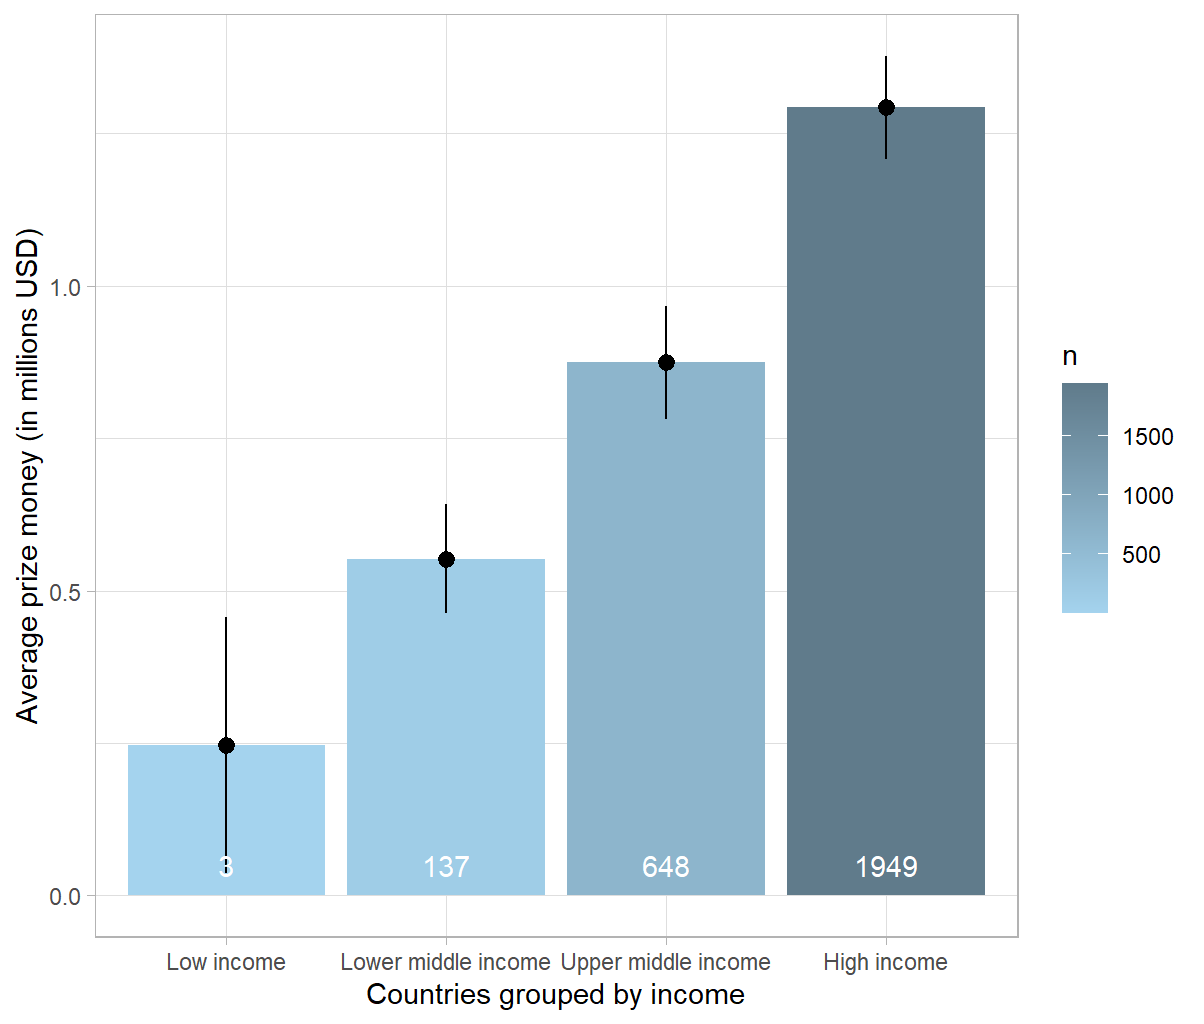 Average prize money (in millions USD)
1.0
0.5
0.0
3
137
648
1949
Low income
Lower middle income
Upper middle income
High income
Countries grouped by income
n
1500
1000
500